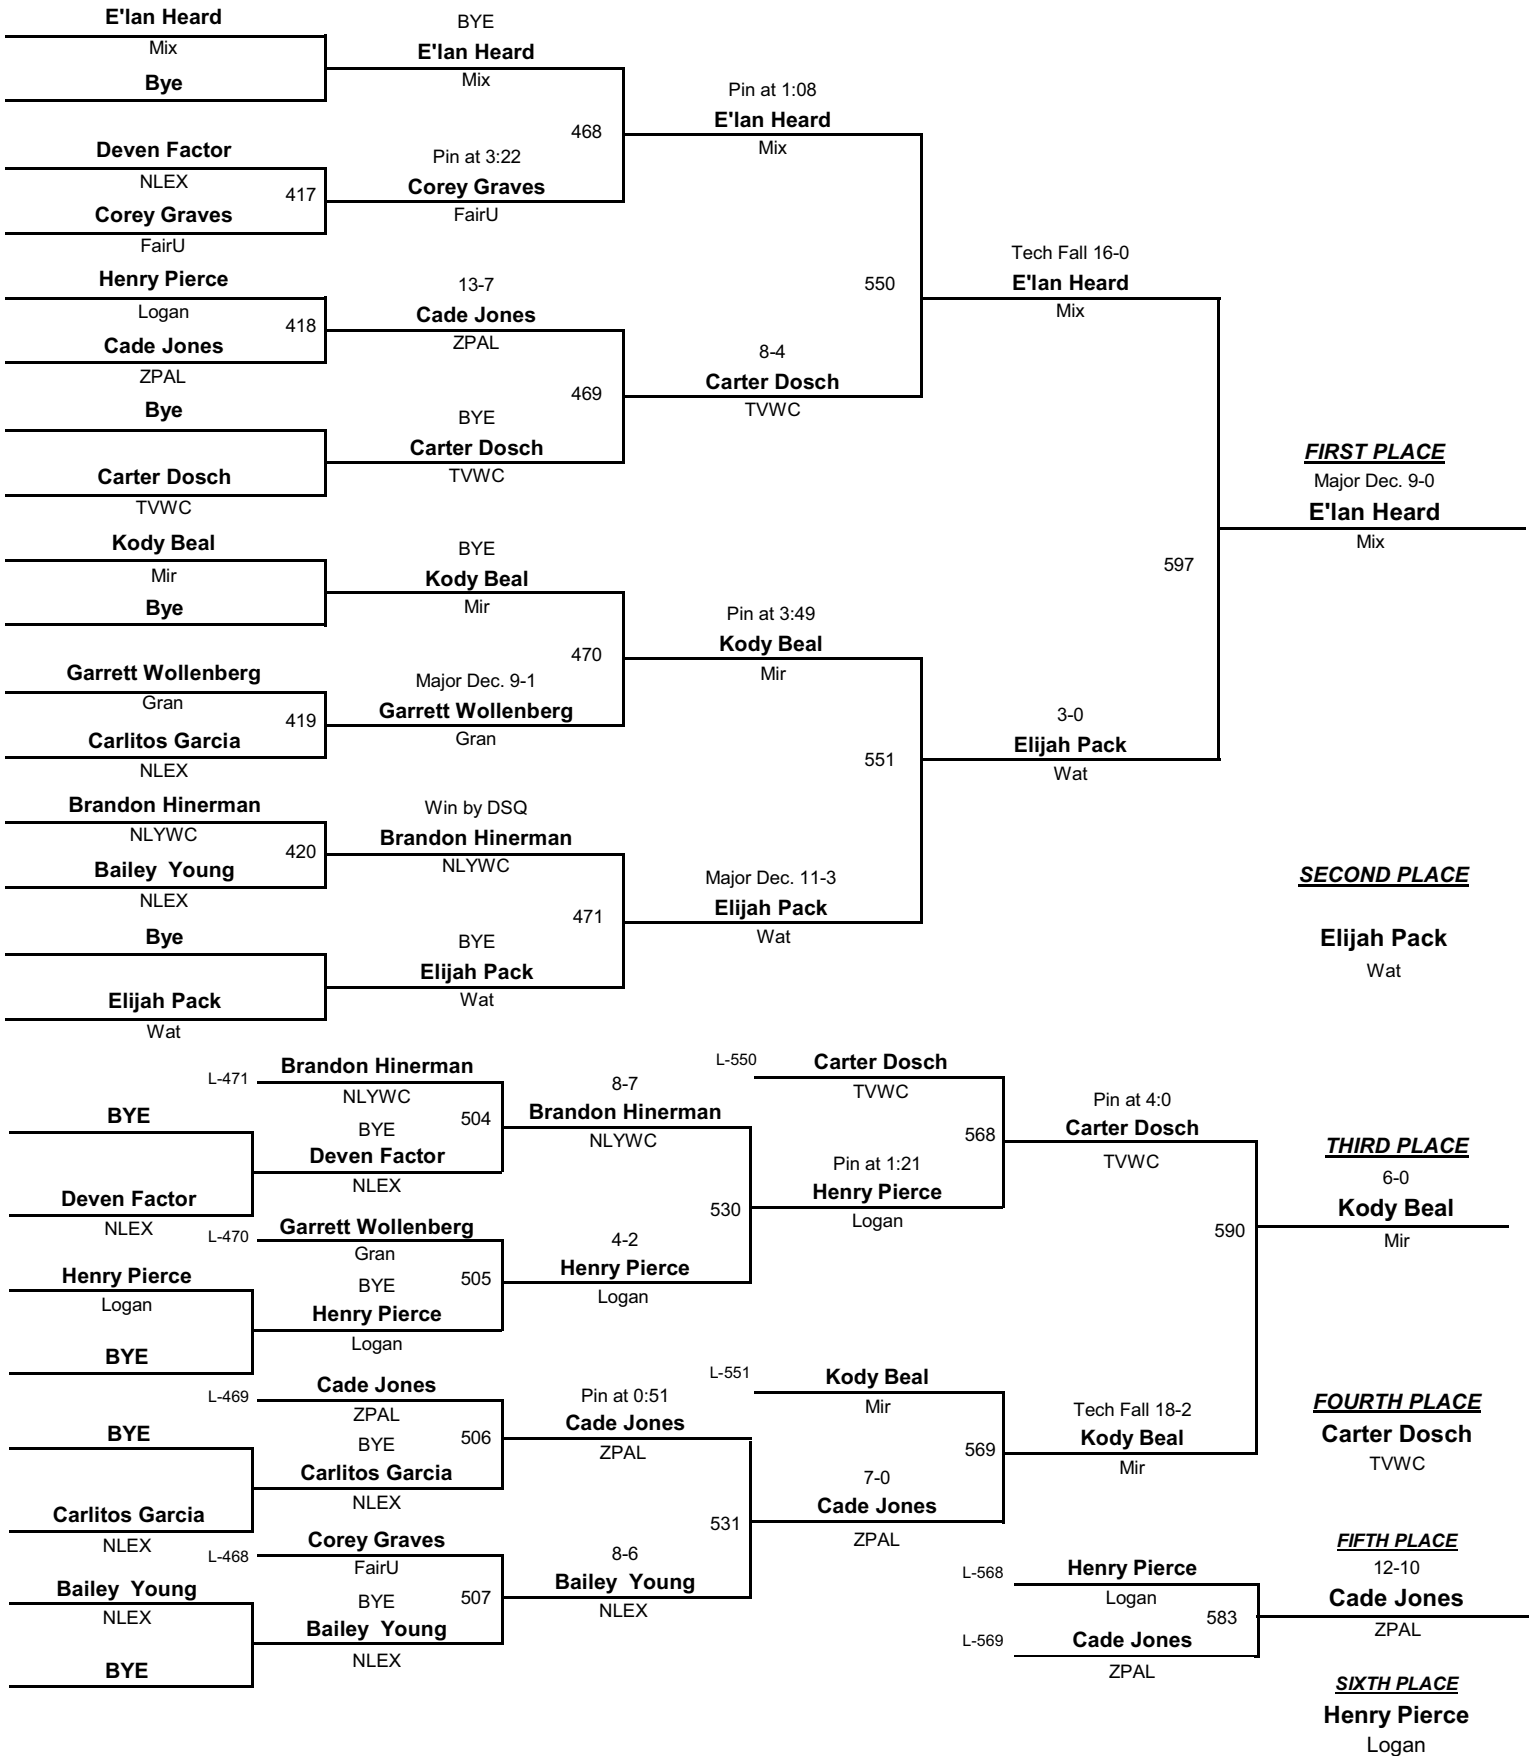 E'lan Heard
Mix
Bye
Deven Factor
NLEX
417
Corey Graves
FairU
Henry Pierce
Logan
418
Cade Jones
ZPAL
Bye
Carter Dosch
TVWC
Kody Beal
Mir
Bye
Garrett Wollenberg
Gran
419
Carlitos Garcia
NLEX
Brandon Hinerman
NLYWC
420
Bailey  Young
NLEX
Bye
Elijah Pack
Wat
BYE
E'lan Heard
Mix
468
Pin at 3:22
Corey Graves
FairU
13-7
Cade Jones
ZPAL
469
BYE
Carter Dosch
TVWC
BYE
Kody Beal
Mir
470
Major Dec. 9-1
Garrett Wollenberg
Gran
Win by DSQ
Brandon Hinerman
NLYWC
471
BYE
Elijah Pack
Wat
Pin at 1:08
E'lan Heard
Mix
550
8-4
Carter Dosch
TVWC
Pin at 3:49
Kody Beal
Mir
551
Major Dec. 11-3
Elijah Pack
Wat
Tech Fall 16-0
E'lan Heard
Mix
597
3-0
Elijah Pack
Wat
FIRST PLACE
Major Dec. 9-0
E'lan Heard
Mix
SECOND PLACE
Elijah Pack
Wat
BYE
Deven Factor
NLEX
Henry Pierce
Logan
BYE
BYE
Carlitos Garcia
NLEX
Bailey  Young
NLEX
BYE
L-471
Brandon Hinerman
NLYWC
504
BYE
Deven Factor
NLEX
L-470
Garrett Wollenberg
Gran
505
BYE
Henry Pierce
Logan
L-469
Cade Jones
ZPAL
506
BYE
Carlitos Garcia
NLEX
L-468
Corey Graves
FairU
507
BYE
Bailey  Young
NLEX
8-7
Brandon Hinerman
NLYWC
530
4-2
Henry Pierce
Logan
Pin at 0:51
Cade Jones
ZPAL
531
8-6
Bailey  Young
NLEX
L-550
Carter Dosch
TVWC
568
Pin at 1:21
Henry Pierce
Logan
L-551
Kody Beal
Mir
569
7-0
Cade Jones
ZPAL
Pin at 4:0
Carter Dosch
TVWC
590
Tech Fall 18-2
Kody Beal
Mir
THIRD PLACE
6-0
Kody Beal
Mir
FOURTH PLACE
Carter Dosch
TVWC
L-568
Henry Pierce
Logan
583
L-569
Cade Jones
ZPAL
FIFTH PLACE
12-10
Cade Jones
ZPAL
SIXTH PLACE
Henry Pierce
Logan